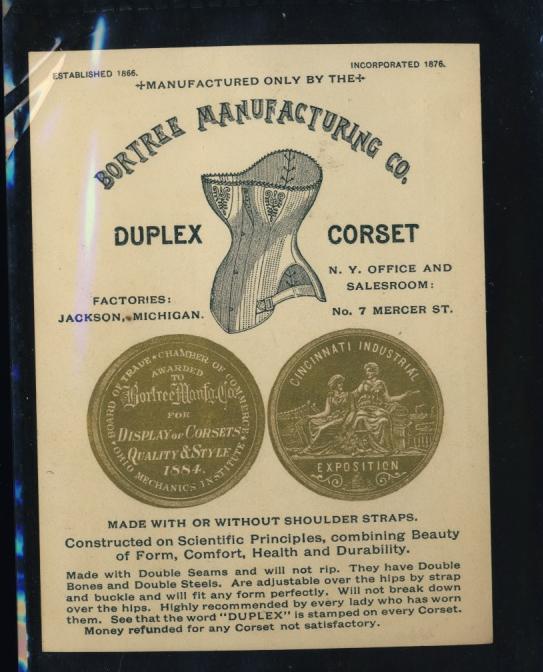 ESTABLISHED 1866.
INCORPORATED 1876.
MANUFACTURED ONLY BY THE
BORTREE MANUFACTURING CO.
DUPLEX CORSET
FACTORIES:
JACKSON, MICHIGAN.
N. Y. OFFICE AND
SALESROOM:
No. 7 MERCER ST.
BOARD OF TRADE • CHAMBER OF COMMERCE
OHIO MECHANICS INSTITUTE
AWARDED
TO
Bortree Manfg. Co.
FOR
DISPLAY OF CORSETS.
QUALITY & STYLE
1884.
CINCINNATI INDUSTRIAL
EXPOSITION
MADE WITH OR WITHOUT SHOULDER STRAPS.
Constructed on Scientific Principles, combining Beauty
of Form, Comfort, Health and Durability.
Made with Double Seams and will not rip. They have Double
Bones and Double Steels. Are adjustable over the hips by strap
and buckle and will fit any form perfectly. Will not break down
over the hips. Highly recommended by every lady who has worn
them. See that the word "DUPLEX" is stamped on every Corset.
Money refunded for any Corset not satisfactory.